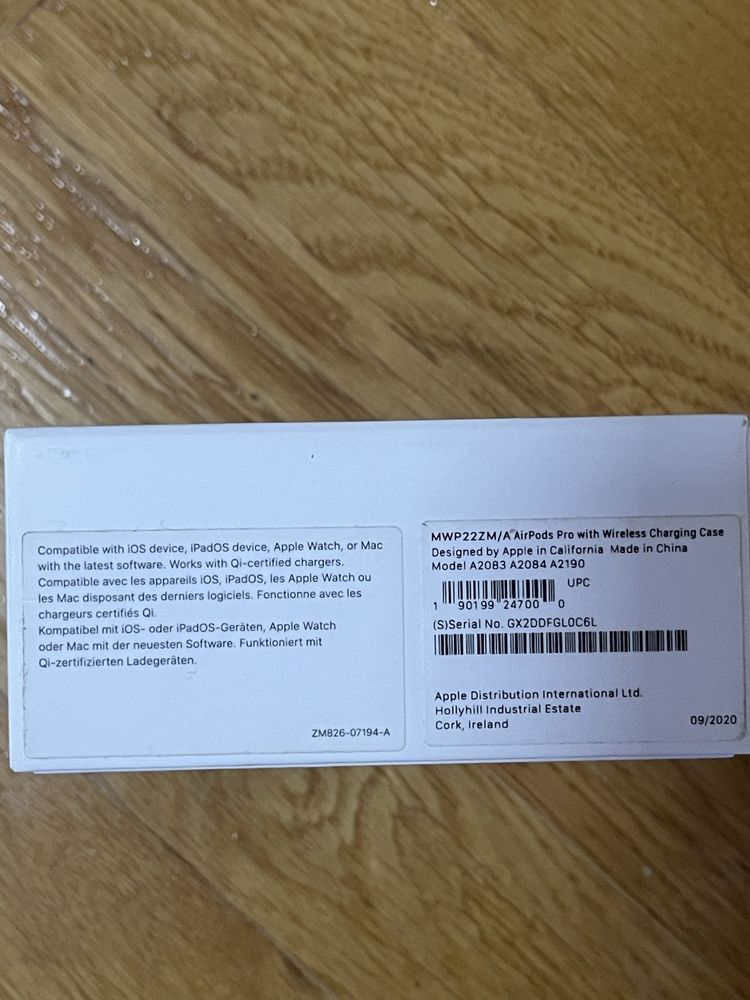 Compatible with iOS device, iPadOS device, Apple Watch, or Mac
with the latest software. Works with Qi-certified chargers.
Compatible avec les appareils iOS, iPadOS, les Apple Watch ou
les Mac disposant des derniers logiciels. Fonctionne avec les
chargeurs certifiés Qi.
Kompatibel mit iOS- oder iPadOS-Geräten, Apple Watch
oder Mac mit der neuesten Software. Funktioniert mit
Qi-zertifizierten Ladegeräten.
ZM826-07194-A
MWP22ZM/A AirPods Pro with Wireless Charging Case
Designed by Apple in California Made in China
Model A2083 A2084 A2190
UPC
1 90199 24700 0
(S)Serial No. GX2DDFGL0C6L
Apple Distribution International Ltd.
Hollyhill Industrial Estate
Cork, Ireland
09/2020